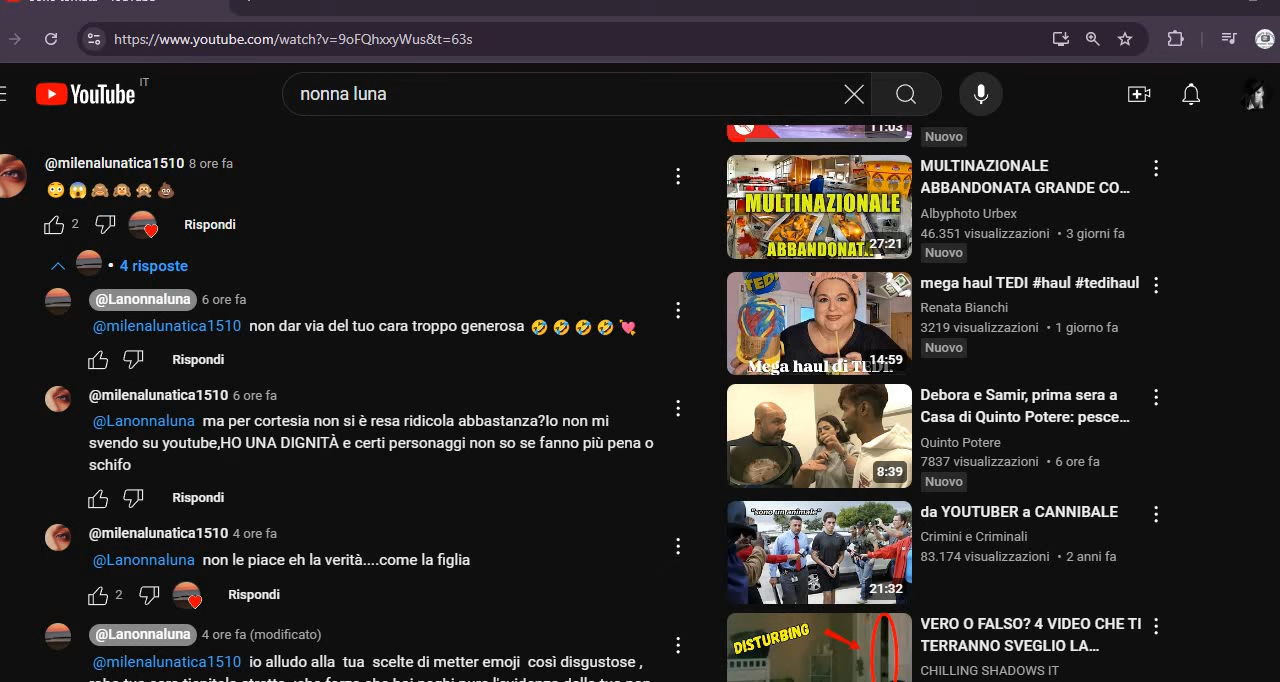 https://www.youtube.com/watch?v=9oFQhxxyWus&t=63s
YouTube IT
nonna luna
@milenalunatica1510 8 ore fa
😳😱🙈🙉🙊💩
2 Rispondi
• 4 risposte
@Lanonnaluna 6 ore fa
@milenalunatica1510 non dar via del tuo cara troppo generosa 🤣🤣🤣🤣💘
Rispondi
@milenalunatica1510 6 ore fa
@Lanonnaluna ma per cortesia non si è resa ridicola abbastanza?Io non mi
svendo su youtube,HO UNA DIGNITÀ e certi personaggi non so se fanno più pena o
schifo
Rispondi
@milenalunatica1510 4 ore fa
@Lanonnaluna non le piace eh la verità....come la figlia
2 Rispondi
@Lanonnaluna 4 ore fa (modificato)
@milenalunatica1510 io alludo alla tua scelte di metter emoji così disgustose ,
11:03
Nuovo
MULTINAZIONALE
ABBANDONAT
27:21
MULTINAZIONALE
ABBANDONATA GRANDE CO...
Albyphoto Urbex
46.351 visualizzazioni • 3 giorni fa
Nuovo
TEDI
Mega haul di TEDI.
14:59
mega haul TEDI #haul #tedihaul
Renata Bianchi
3219 visualizzazioni • 1 giorno fa
Nuovo
8:39
Debora e Samir, prima sera a
Casa di Quinto Potere: pesce...
Quinto Potere
7837 visualizzazioni • 6 ore fa
Nuovo
"sono un animale"
21:32
da YOUTUBER a CANNIBALE
Crimini e Criminali
83.174 visualizzazioni • 2 anni fa
DISTURBING
VERO O FALSO? 4 VIDEO CHE TI
TERRANNO SVEGLIO LA...
CHILLING SHADOWS IT